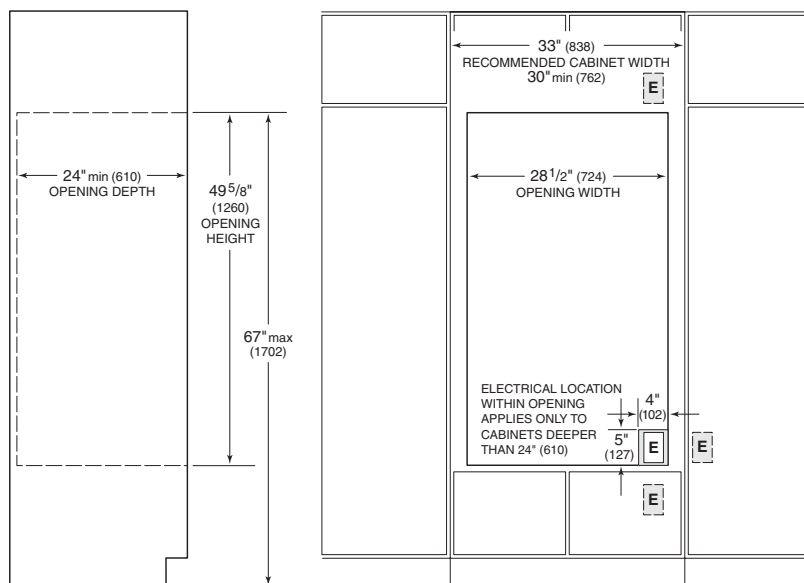 24" min (610)
OPENING DEPTH
49 5/8"
(1260)
OPENING
HEIGHT
67" max
(1702)
33" (838)
RECOMMENDED CABINET WIDTH
30" min (762)
E
28 1/2" (724)
OPENING WIDTH
ELECTRICAL LOCATION
WITHIN OPENING
APPLIES ONLY TO
CABINETS DEEPER
THAN 24" (610)
4"
(102)
5"
(127)
E
E
E